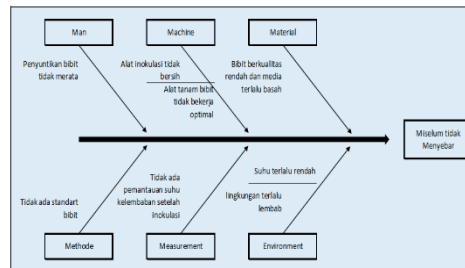 Man
Machine
Material
Penyuntikan bibit
tidak merata
Alat inokulasi tidak
bersih
Alat tanam bibit
tidak bekerja
optimal
Bibit berkualitas
rendah dan media
terlalu basah
Miselum tidak
Menyebar
Tidak ada standart
bibit
Tidak ada
pemantauan suhu
kelembaban setelah
inokulasi
Suhu terlalu rendah
lingkungan terlalu
lembab
Methode
Measurement
Environment